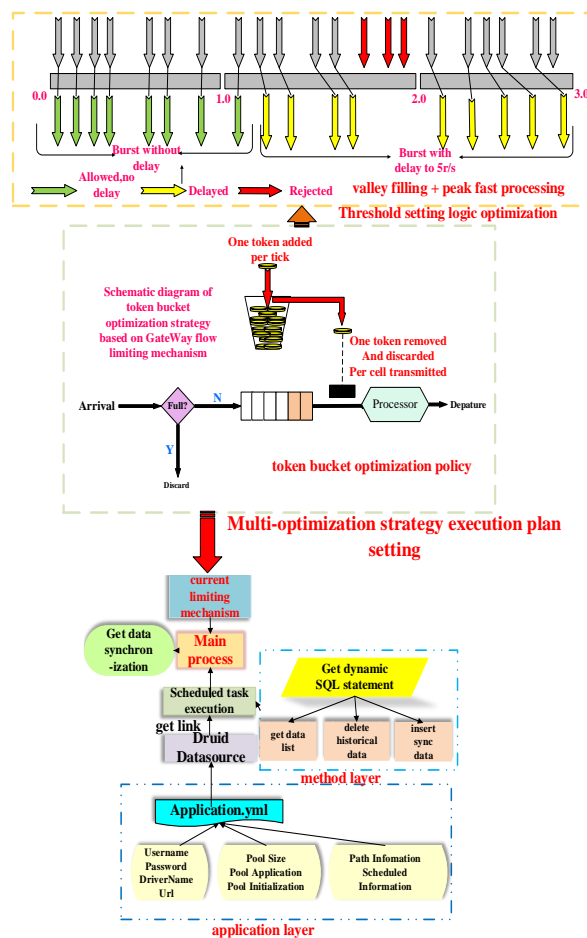 0.0
1.0
2.0
3.0
Burst without
delay
Burst with
delay to 5r/s
Allowed,no
delay
Delayed
Rejected
valley filling + peak fast processing
Threshold setting logic optimization
One token added
per tick
Schematic diagram of
token bucket
optimization strategy
based on GateWay flow
limiting mechanism
One token removed
And discarded
Per cell transmitted
Arrival
Full?
N
Processor
Depature
Y
Discard
token bucket optimization policy
Multi-optimization strategy execution plan
setting
current
limiting
mechanism
Get data
synchron
-ization
Main
process
Get dynamic
SQL statement
Scheduled task
execution
get link
Druid
Datasource
get data
list
delete
historical
data
insert
sync
data
method layer
Application.yml
Username
Password
DriverName
Url
Pool Size
Pool Application
Pool Initialization
Path Infomation
Scheduled
Information
application layer